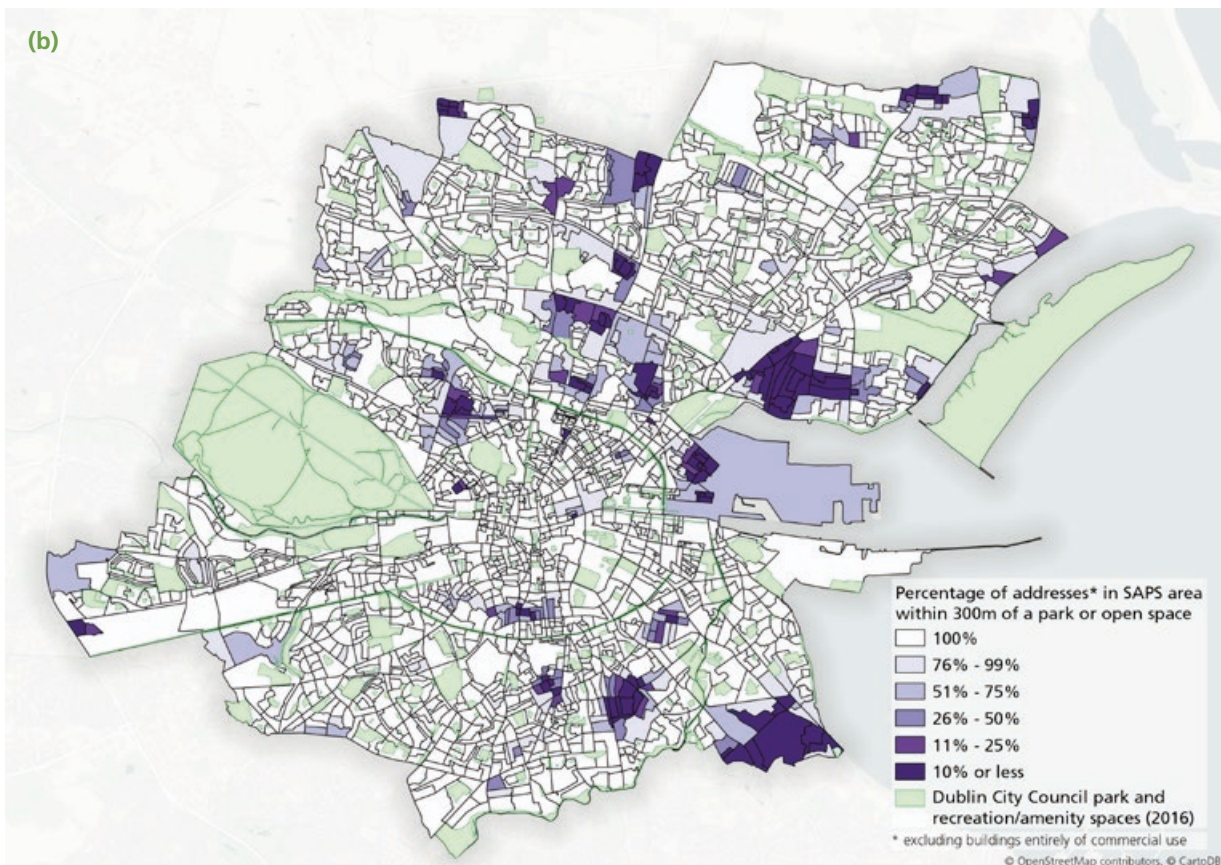 (b)
Percentage of addresses* in SAPS area
within 300m of a park or open space
100%
76% - 99%
51% - 75%
26% - 50%
11% - 25%
10% or less
Dublin City Council park and
recreation/amenity spaces (2016)
* excluding buildings entirely of commercial use
© OpenStreetMap contributors, © CartoDB